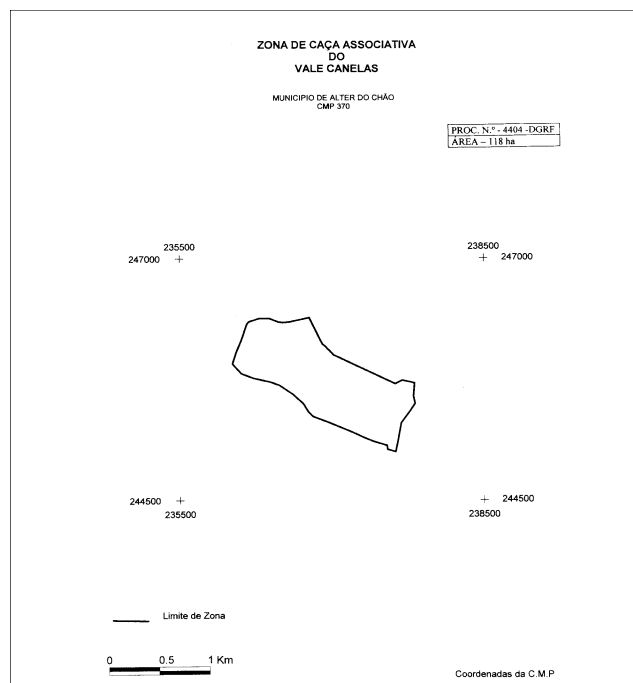 ZONA DE CAÇA ASSOCIATIVA
DO
VALE CANELAS
MUNICIPIO DE ALTER DO CHÃO
CMP 370
PROC. N.º - 4404 -DGRF
ÁREA – 118 ha
235500
238500
247000
247000
244500
244500
235500
238500
Limite de Zona
0 0.5 1 Km
Coordenadas da C.M.P